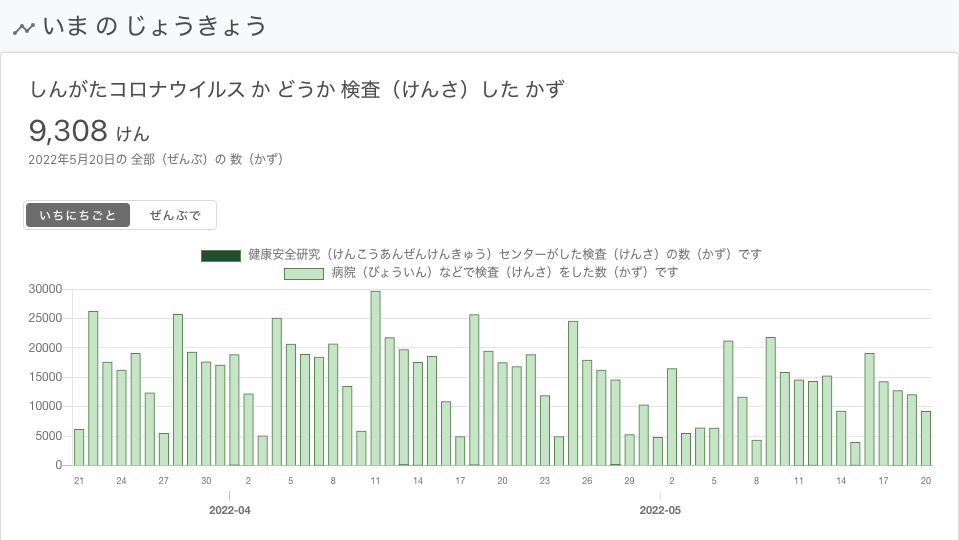 いま の じょうきょう
しんがたコロナウイルス か どうか 検査（けんさ）した かず
9,308 けん
2022年5月20日の 全部（ぜんぶ）の 数（かず）
いちにちごと ぜんぶで
健康安全研究（けんこうあんぜんけんきゅう）センターがした検査（けんさ）の数（かず）です
病院（びょういん）などで検査（けんさ）をした数（かず）です
30000
25000
20000
15000
10000
5000
0
21 24 27 30 2 5 8 11 14 17 20 23 26 29 2 5 8 11 14 17 20
2022-04 2022-05